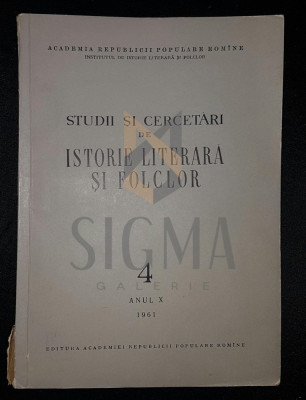 ACADEMIA REPUBLICII POPULARE ROMÎNE
INSTITUTUL DE ISTORIE LITERARĂ ȘI FOLCLOR
STUDII ȘI CERCETĂRI
DE
ISTORIE LITERARĂ
ȘI FOLCLOR
SIGMA
4
GALERIE
ANUL X
1961
EDITURA ACADEMIEI REPUBLICII POPULARE ROMÎNE